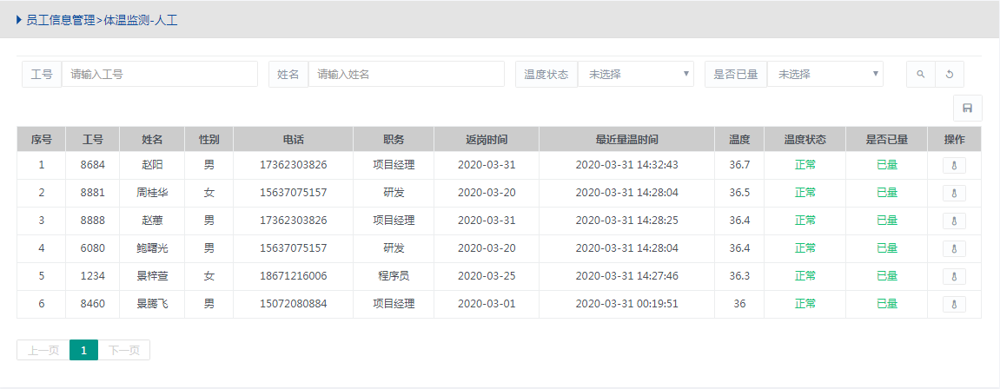 员工信息管理>体温监测-人工
工号 请输入工号 姓名 请输入姓名 温度状态 未选择 是否已量 未选择
序号 工号 姓名 性别 电话 职务 返岗时间 最近量温时间 温度 温度状态 是否已量 操作
1 8684 赵阳 男 17362303826 项目经理 2020-03-31 2020-03-31 14:32:43 36.7 正常 已量
2 8881 周桂华 女 15637075157 研发 2020-03-20 2020-03-31 14:28:04 36.5 正常 已量
3 8888 赵蕙 男 17362303826 项目经理 2020-03-31 2020-03-31 14:28:25 36.4 正常 已量
4 6080 鲍曙光 男 15637075157 研发 2020-03-20 2020-03-31 14:28:04 36.4 正常 已量
5 1234 景梓萱 女 18671216006 程序员 2020-03-25 2020-03-31 14:27:46 36.3 正常 已量
6 8460 景腾飞 男 15072080884 项目经理 2020-03-01 2020-03-31 00:19:51 36 正常 已量
上一页 1 下一页